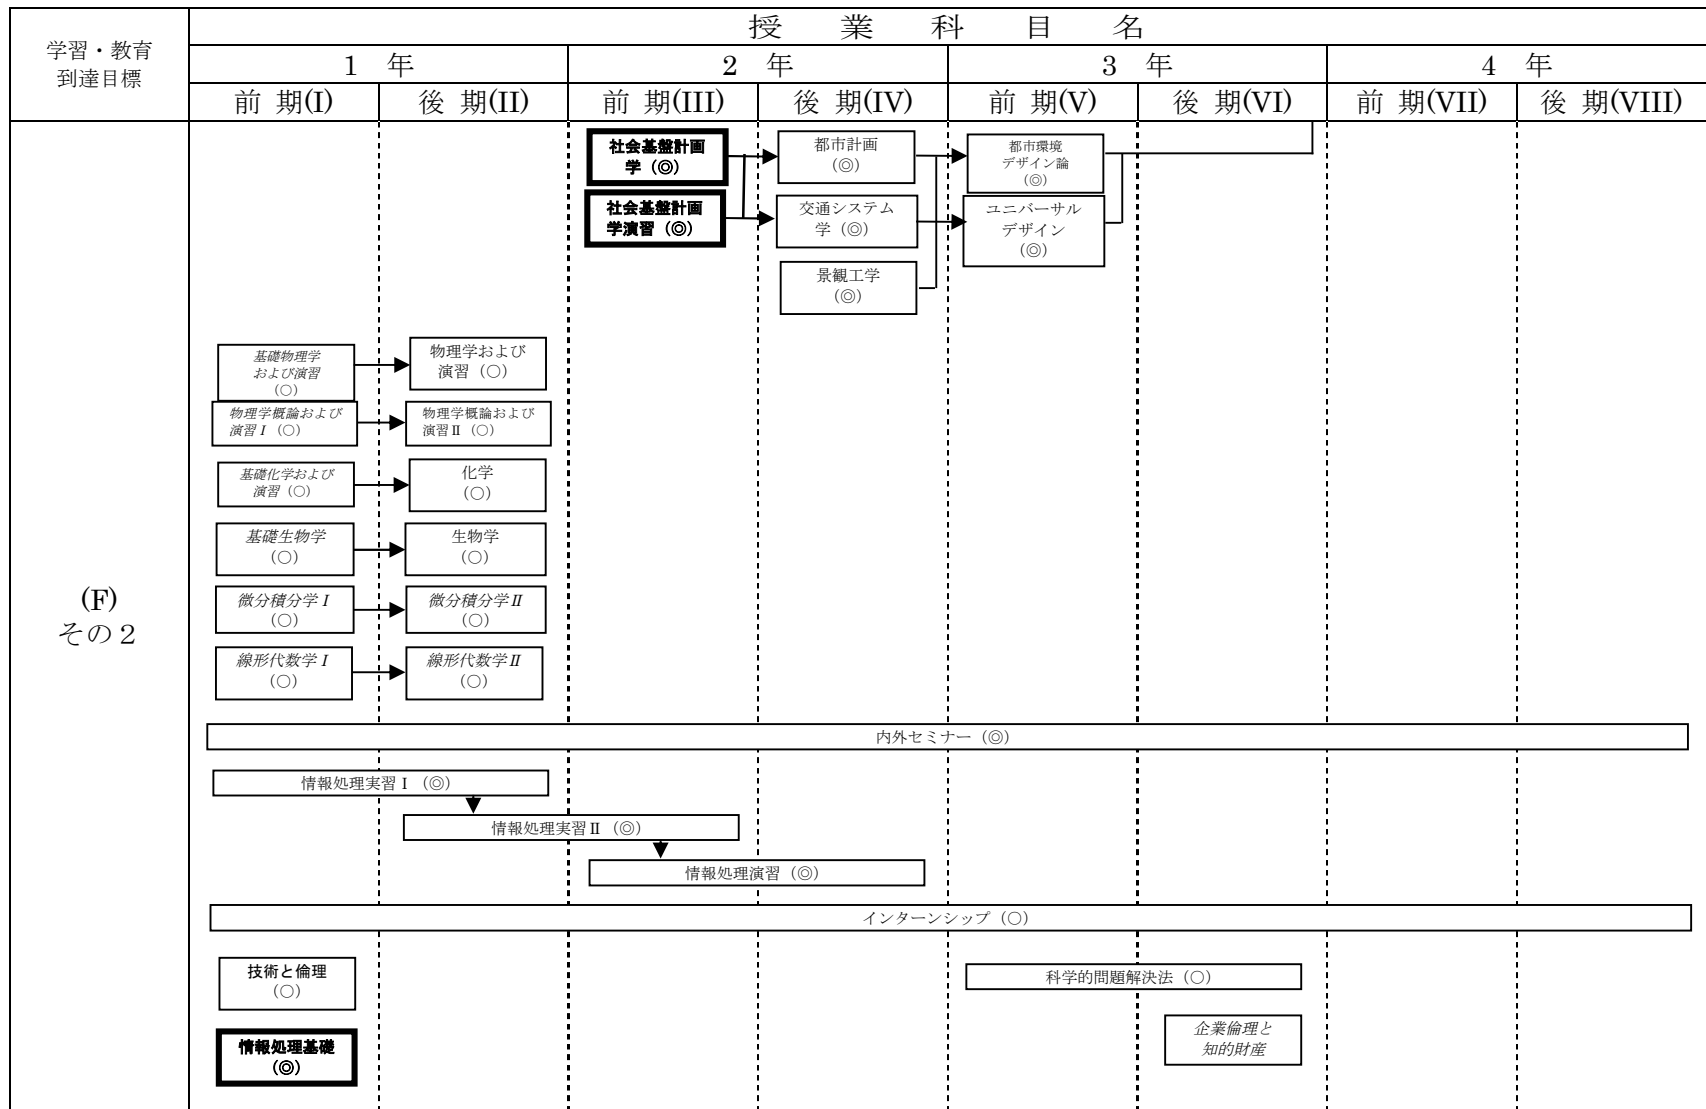 学習・教育
到達目標
授 業 科 目 名
1 年
2 年
3 年
4 年
前 期(I)
後 期(II)
前 期(III)
後 期(IV)
前 期(V)
後 期(VI)
前 期(VII)
後 期(VIII)
(F)
その2
社会基盤計画
学（◎）
都市計画
（◎）
都市環境
デザイン論
（◎）
社会基盤計画
学演習（◎）
交通システム
学（◎）
ユニバーサル
デザイン
（◎）
景観工学
（◎）
基礎物理学
および演習
（○）
物理学および
演習（○）
物理学概論および
演習Ⅰ（○）
物理学概論および
演習Ⅱ（○）
基礎化学および
演習（○）
化学
（○）
基礎生物学
（○）
生物学
（○）
微分積分学Ⅰ
（○）
微分積分学Ⅱ
（○）
線形代数学Ⅰ
（○）
線形代数学Ⅱ
（○）
内外セミナー（◎）
情報処理実習Ⅰ（◎）
情報処理実習Ⅱ（◎）
情報処理演習（◎）
インターンシップ（○）
技術と倫理
（○）
科学的問題解決法（○）
情報処理基礎
（◎）
企業倫理と
知的財産